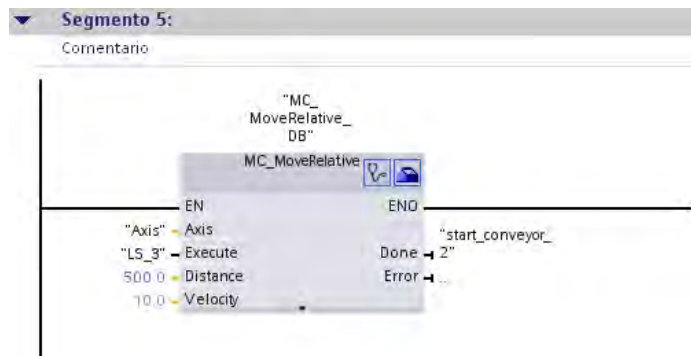 Segmento 5:
Comentario
"MC_
MoveRelative_
DB"
MC_MoveRelative
EN ENO
"Axis" Axis
"start_conveyor_
"LS_3" Execute Done 2"
500.0 Distance Error ...
10.0 Velocity